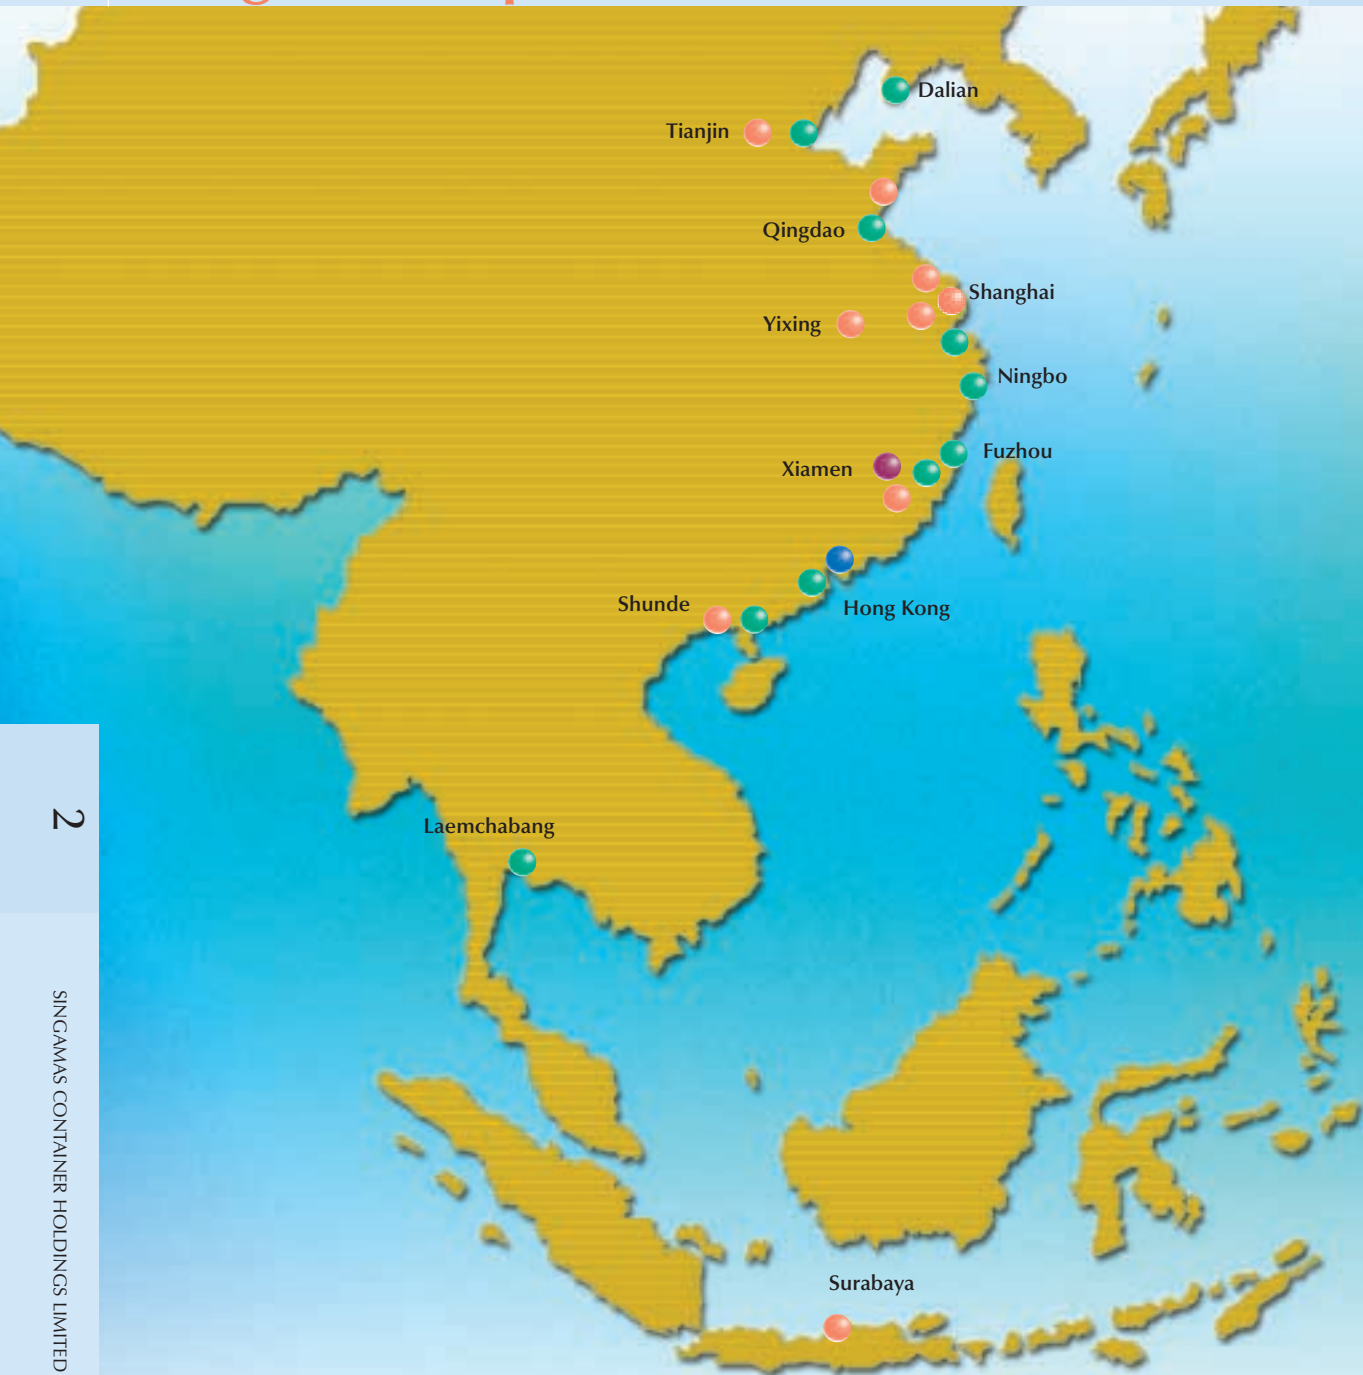 Dalian
Tianjin
Qingdao
Shanghai
Yixing
Ningbo
Fuzhou
Xiamen
Shunde
Hong Kong
Laemchabang
Surabaya
2
SINGAMAS CONTAINER HOLDINGS LIMITED